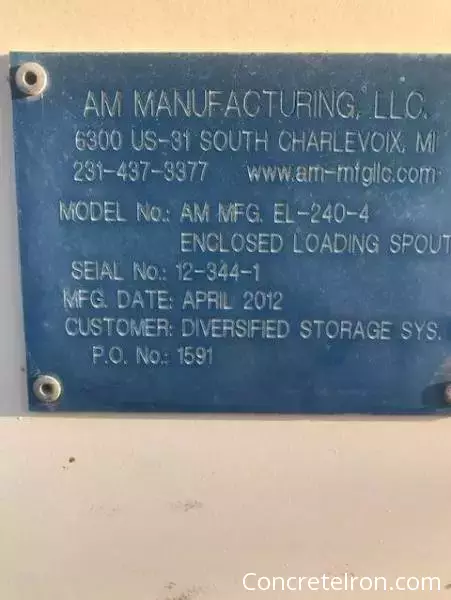 AM MANUFACTURING, LLC.
6300 US-31 SOUTH CHARLEVOIX, MI
231-437-3377 www.am-mfgllc.com
MODEL No.: AM MFG. EL-240-4
ENCLOSED LOADING SPOUT
SEIAL No.: 12-344-1
MFG. DATE: APRIL 2012
CUSTOMER: DIVERSIFIED STORAGE SYS.
P.O. No.: 1591
ConcreteIron.com